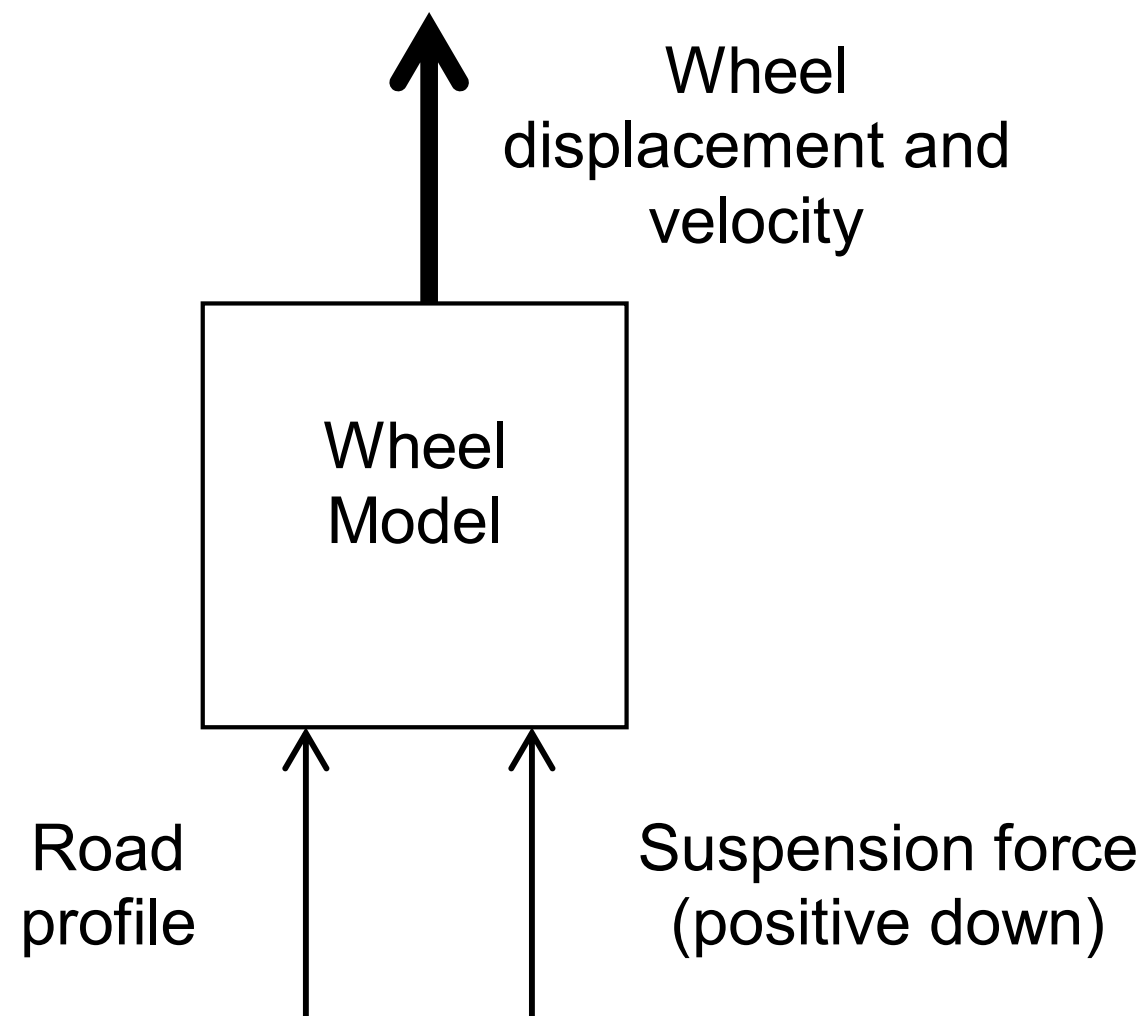 Wheel
displacement and
velocity
Wheel
Model
Road
profile
Suspension force
(positive down)